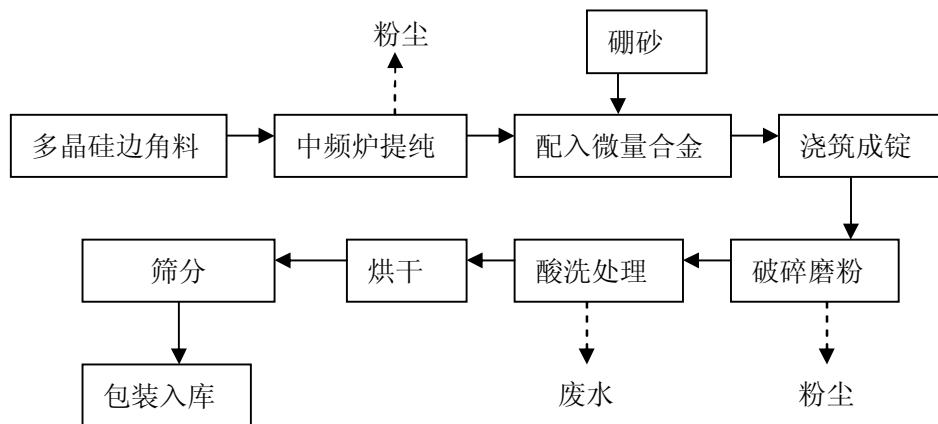 粉尘
硼砂
多晶硅边角料
中频炉提纯
配入微量合金
浇筑成锭
破碎磨粉
酸洗处理
烘干
筛分
包装入库
废水
粉尘